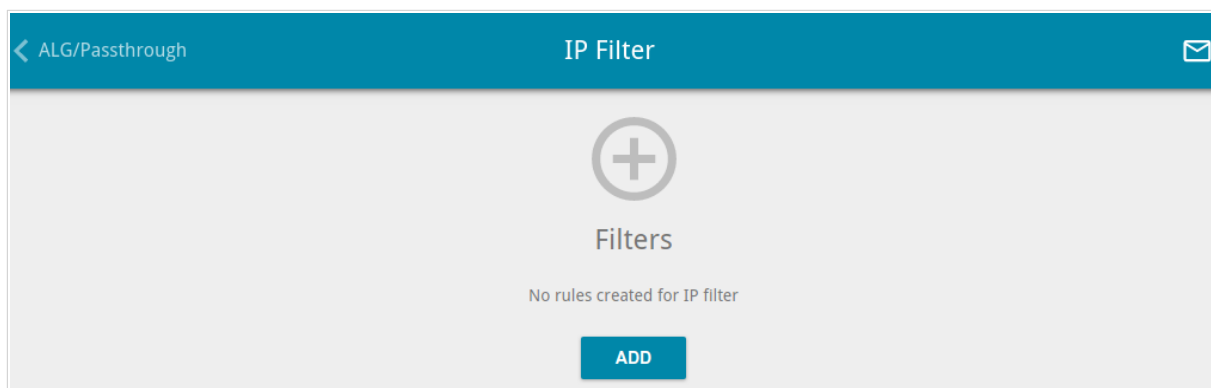 ALG/Passthrough
IP Filter
Filters
No rules created for IP filter
ADD